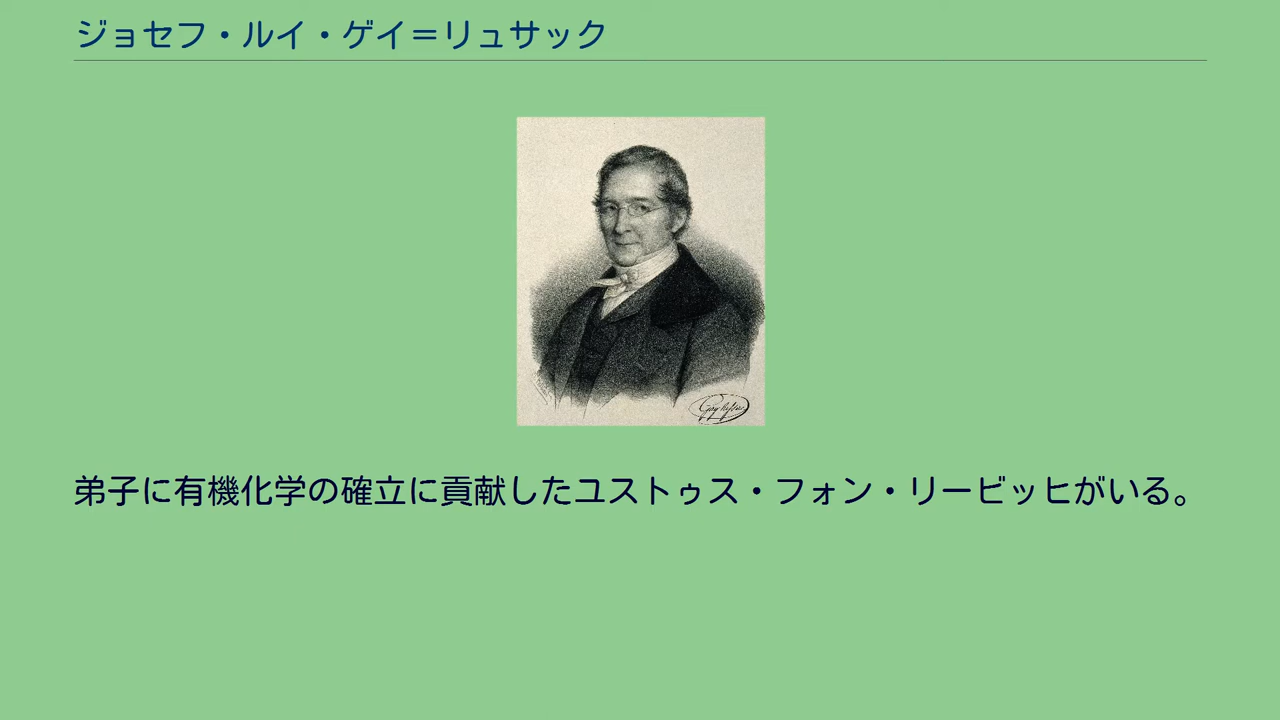 ジョセフ・ルイ・ゲイ＝リュサック
弟子に有機化学の確立に貢献したユストゥス・フォン・リービッヒがいる。